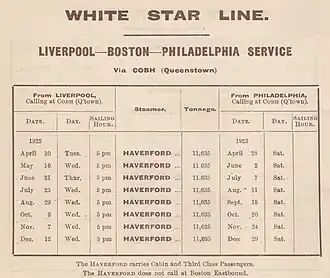 WHITE STAR LINE.
LIVERPOOL—BOSTON—PHILADELPHIA SERVICE
Via COBH (Queenstown)
From LIVERPOOL, Calling at COBH (Q'town). Steamer. Tonnage. From PHILADELPHIA, Calling at COBH (Q'town)
DATE. DAY. SAILING HOUR. DATE. DAY.
1923 1923
April 10 Tues. 5 pm HAVERFORD ... 11,635 April 28 Sat.
May 16 Wed. 5 pm HAVERFORD ... 11,635 June 2 Sat.
June 21 Thur. 5 pm HAVERFORD ... 11,635 July 7 Sat.
July 25 Wed. 5 pm HAVERFORD ... 11,635 Aug. 11 Sat.
Aug. 29 Wed. 5 pm HAVERFORD ... 11,635 Sept. 15 Sat.
Oct. 3 Wed. 5 pm HAVERFORD ... 11,635 Oct. 20 Sat.
Nov. 7 Wed. 5 pm HAVERFORD ... 11,635 Nov. 24 Sat.
Dec. 12 Wed. 5 pm HAVERFORD ... 11,635 Dec 29 Sat.
The HAVERFORD carries Cabin and Third Class Passengers.
The HAVERFORD does not call at Boston Eastbound.